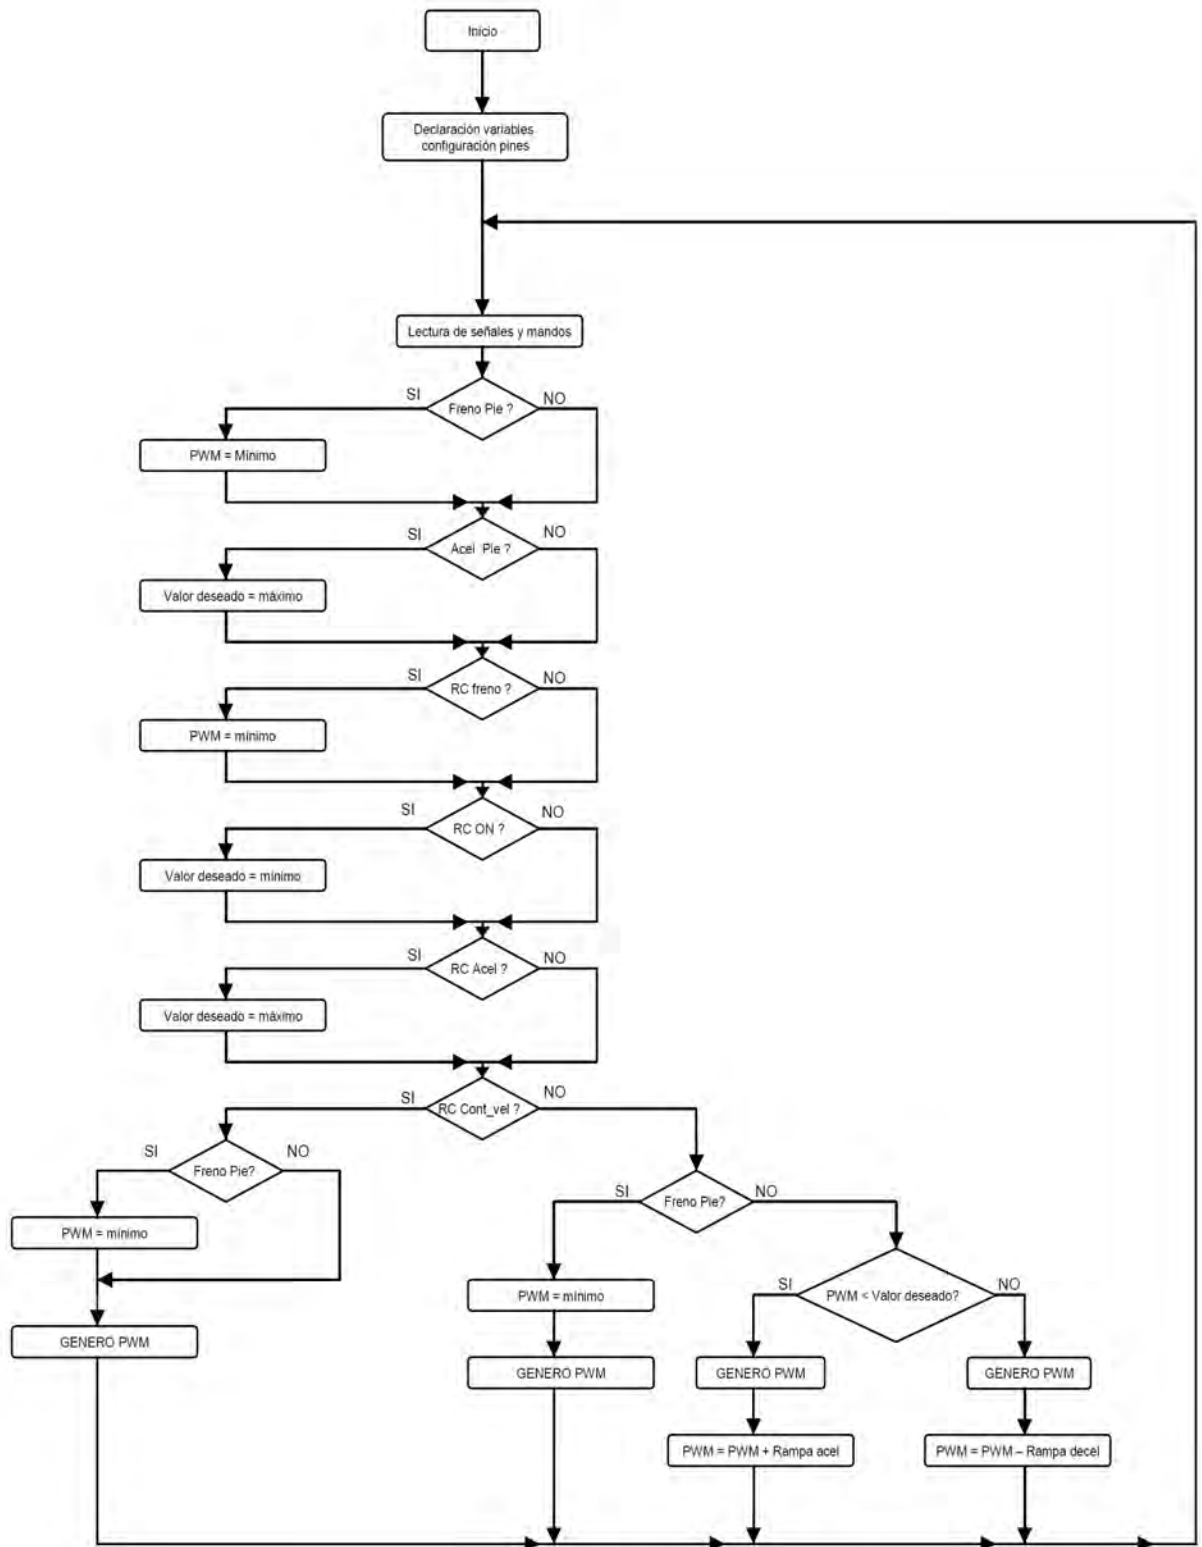 Inicio
Declaración variables
configuración pines
Lectura de señales y mandos
SI
Freno Pie ?
NO
PWM = Mínimo
SI
Acel Pie ?
NO
Valor deseado = máximo
SI
RC freno ?
NO
PWM = mínimo
SI
RC ON ?
NO
Valor deseado = mínimo
SI
RC Acel ?
NO
Valor deseado = máximo
SI
RC Cont_vel ?
NO
SI
Freno Pie?
NO
SI
Freno Pie?
NO
PWM = mínimo
PWM = mínimo
SI
PWM < Valor deseado?
NO
GENERO PWM
GENERO PWM
GENERO PWM
GENERO PWM
PWM = PWM + Rampa acel
PWM = PWM – Rampa decel